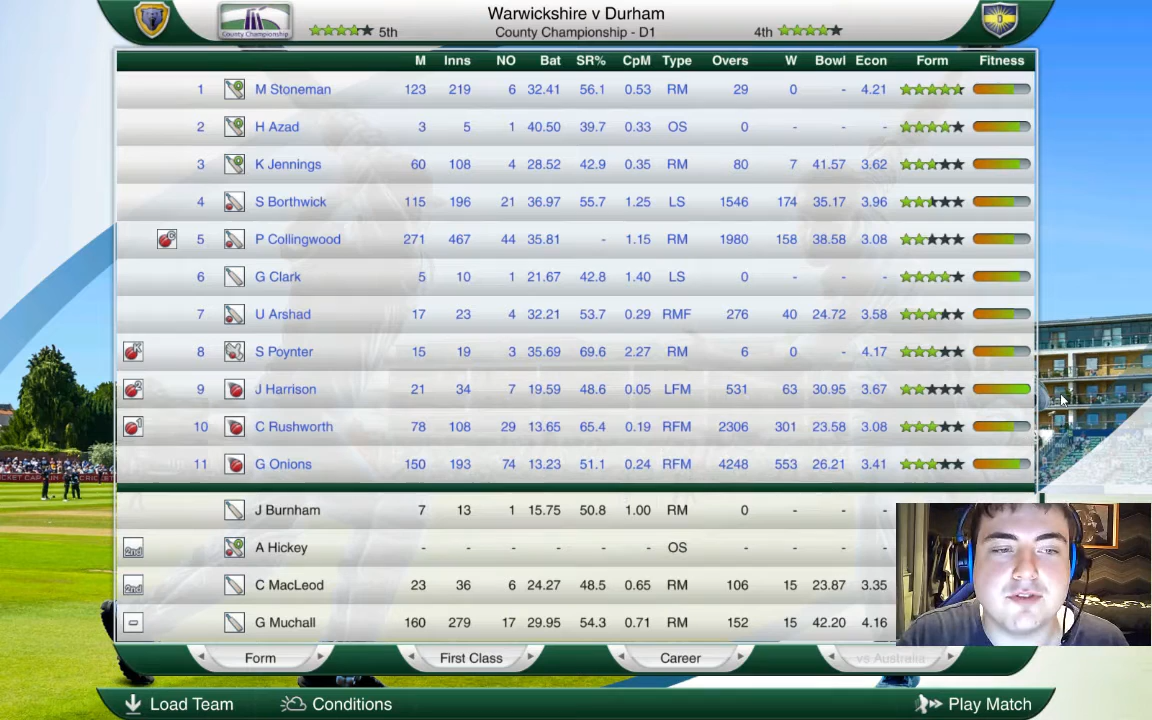 Warwickshire v Durham
County Championship 5th County Championship - D1 4th D
M Inns NO Bat SR% CpM Type Overs W Bowl Econ Form Fitness
1 M Stoneman 123 219 6 32.41 56.1 0.53 RM 29 0 - 4.21
2 H Azad 3 5 1 40.50 39.7 0.33 OS 0 - - -
3 K Jennings 60 108 4 28.52 42.9 0.35 RM 80 7 41.57 3.62
4 S Borthwick 115 196 21 36.97 55.7 1.25 LS 1546 174 35.17 3.96
5 P Collingwood 271 467 44 35.81 - 1.15 RM 1980 158 38.58 3.08
6 G Clark 5 10 1 21.67 42.8 1.40 LS 0 - - -
7 U Arshad 17 23 4 32.21 53.7 0.29 RMF 276 40 24.72 3.58
8 S Poynter 15 19 3 35.69 69.6 2.27 RM 6 0 - 4.17
9 J Harrison 21 34 7 19.59 48.6 0.05 LFM 531 63 30.95 3.67
10 C Rushworth 78 108 29 13.65 65.4 0.19 RFM 2306 301 23.58 3.08
11 G Onions 150 193 74 13.23 51.1 0.24 RFM 4248 553 26.21 3.41
J Burnham 7 13 1 15.75 50.8 1.00 RM 0 - - -
2nd A Hickey - - - - - - OS - - - -
2nd C MacLeod 23 36 6 24.27 48.5 0.65 RM 106 15 23.87 3.35
G Muchall 160 279 17 29.95 54.3 0.71 RM 152 15 42.20 4.16
Form First Class Career vs Australia
Load Team Conditions Play Match